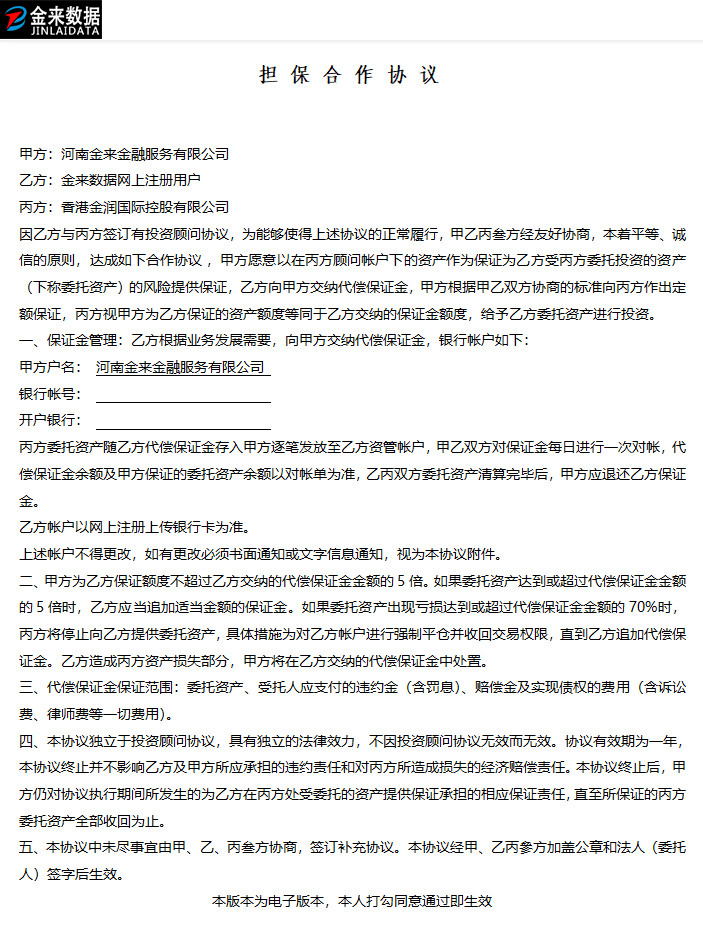 金来数据
JINLAIDATA
担保合作协议
甲方：河南金来金融服务有限公司
乙方：金来数据网上注册用户
丙方：香港金润国际控股有限公司
因乙方与丙方签订有投资顾问协议，为能够使得上述协议的正常履行，甲乙丙叁方经友好协商，本着平等、诚
信的原则，达成如下合作协议 ，甲方愿意以在丙方顾问帐户下的资产作为保证为乙方受丙方委托投资的资产
（下称委托资产）的风险提供保证，乙方向甲方交纳代偿保证金，甲方根据甲乙双方协商的标准向丙方作出定
额保证，丙方视甲方为乙方保证的资产额度等同于乙方交纳的保证金额度，给予乙方委托资产进行投资。
一、保证金管理：乙方根据业务发展需要，向甲方交纳代偿保证金，银行帐户如下：
甲方户名： 河南金来金融服务有限公司
银行帐号：
开户银行：
丙方委托资产随乙方代偿保证金存入甲方逐笔发放至乙方资管帐户，甲乙双方对保证金每日进行一次对帐，代
偿保证金余额及甲方保证的委托资产余额以对帐单为准，乙丙双方委托资产清算完毕后，甲方应退还乙方保证
金。
乙方帐户以网上注册上传银行卡为准。
上述帐户不得更改，如有更改必须书面通知或文字信息通知，视为本协议附件。
二、甲方为乙方保证额度不超过乙方交纳的代偿保证金金额的 5 倍。如果委托资产达到或超过代偿保证金金额
的 5 倍时，乙方应当追加适当金额的保证金。如果委托资产出现亏损达到或超过代偿保证金金额的 70%时，
丙方将停止向乙方提供委托资产，具体措施为对乙方帐户进行强制平仓并收回交易权限，直到乙方追加代偿保
证金。乙方造成丙方资产损失部分，甲方将在乙方交纳的代偿保证金中处置。
三、代偿保证金保证范围：委托资产、受托人应支付的违约金（含罚息）、赔偿金及实现债权的费用（含诉讼
费、律师费等一切费用）。
四、本协议独立于投资顾问协议，具有独立的法律效力，不因投资顾问协议无效而无效。协议有效期为一年，
本协议终止并不影响乙方及甲方所应承担的违约责任和对丙方所造成损失的经济赔偿责任。本协议终止后，甲
方仍对协议执行期间所发生的为乙方在丙方处受委托的资产提供保证承担的相应保证责任，直至所保证的丙方
委托资产全部收回为止。
五、本协议中未尽事宜由甲、乙、丙叁方协商，签订补充协议。本协议经甲、乙丙参方加盖公章和法人（委托
人）签字后生效。
本版本为电子版本，本人打勾同意通过即生效